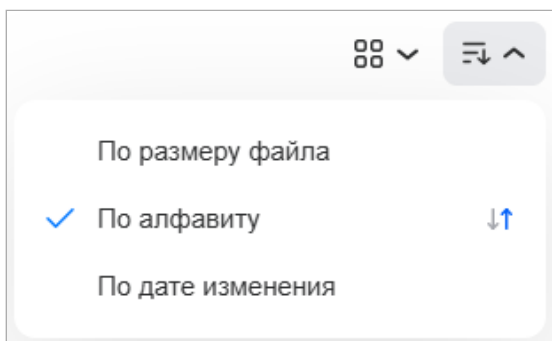 По размеру файла
По алфавиту
По дате изменения